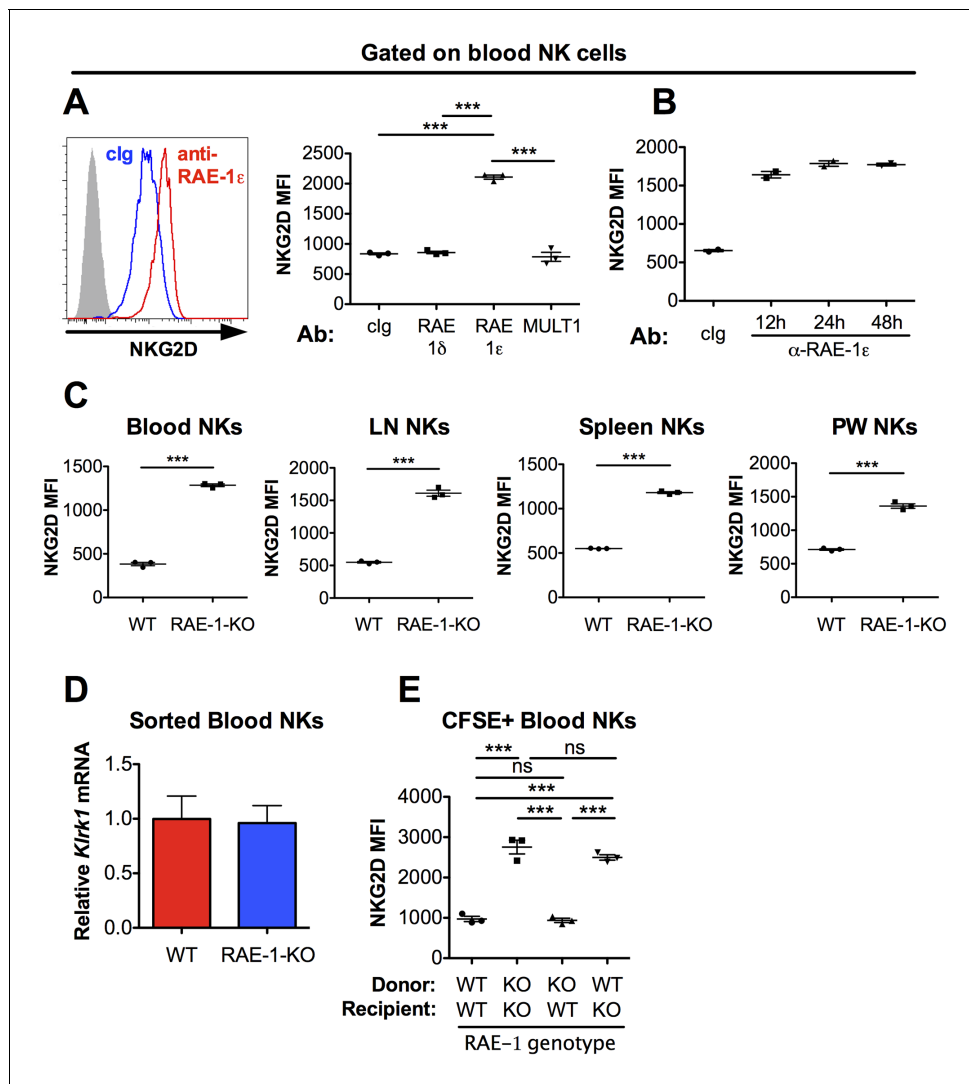 Gated on blood NK cells
A
cIg
anti-
RAE-1ε
NKG2D
***
***
***
NKG2D MFI
2500
2000
1500
1000
500
0
Ab:
cIg
RAE
1δ
RAE
1ε
MULT1
B
NKG2D MFI
2000
1500
1000
500
0
Ab:
cIg
12h
24h
48h
α-RAE-1ε
C
Blood NKs
***
NKG2D MFI
1500
1000
500
0
WT
RAE-1-KO
LN NKs
***
NKG2D MFI
2000
1500
1000
500
0
WT
RAE-1-KO
Spleen NKs
***
NKG2D MFI
1500
1000
500
0
WT
RAE-1-KO
PW NKs
***
NKG2D MFI
2000
1500
1000
500
0
WT
RAE-1-KO
D
Sorted Blood NKs
Relative Klrk1 mRNA
1.5
1.0
0.5
0.0
WT
RAE-1-KO
E
CFSE+ Blood NKs
***
ns
ns
***
***
***
NKG2D MFI
4000
3000
2000
1000
0
Donor: WT KO KO WT
Recipient: WT KO WT KO
RAE-1 genotype